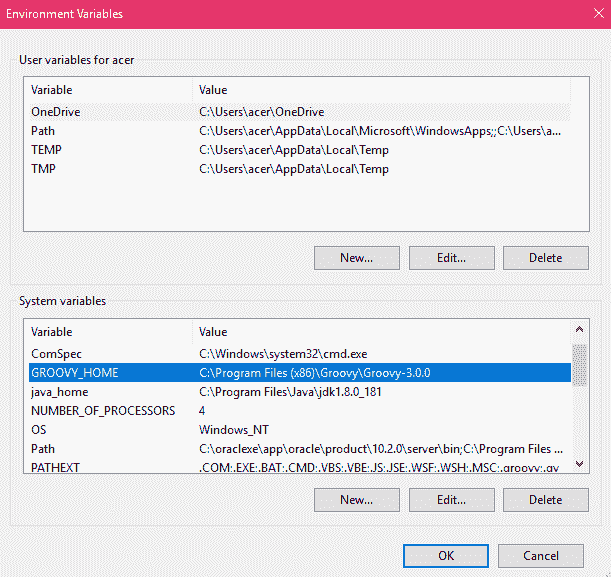 Environment Variables
User variables for acer
Variable Value
OneDrive C:\Users\acer\OneDrive
Path C:\Users\acer\AppData\Local\Microsoft\WindowsApps;;C:\Users\a...
TEMP C:\Users\acer\AppData\Local\Temp
TMP C:\Users\acer\AppData\Local\Temp
New... Edit... Delete
System variables
Variable Value
ComSpec C:\Windows\system32\cmd.exe
GROOVY_HOME C:\Program Files (x86)\Groovy\Groovy-3.0.0
java_home C:\Program Files\Java\jdk1.8.0_181
NUMBER_OF_PROCESSORS 4
OS Windows_NT
Path C:\oraclexe\app\oracle\product\10.2.0\server\bin;C:\Program Files ...
PATHEXT .COM;.EXE;.BAT;.CMD;.VBS;.VBE;.JS;.JSE;.WSF;.WSH;.MSC;.groovy;.gy
New... Edit... Delete
OK Cancel